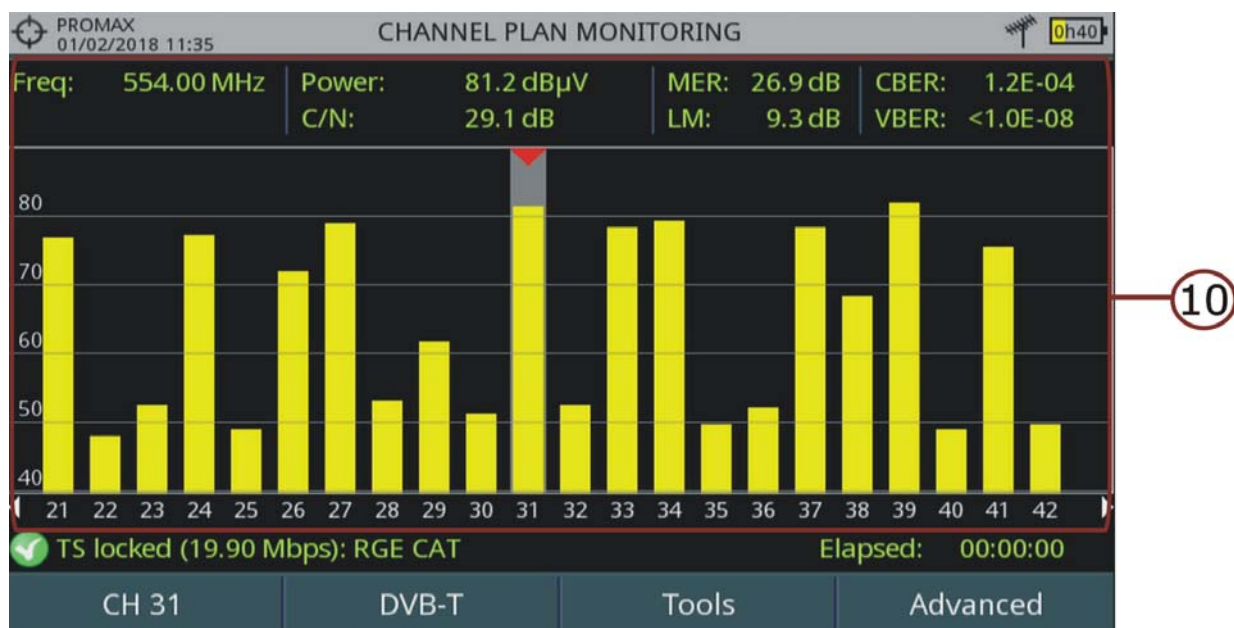 PROMAX
01/02/2018 11:35
CHANNEL PLAN MONITORING
0h40
Freq: 554.00 MHz
Power: 81.2 dBµV
MER: 26.9 dB
CBER: 1.2E-04
C/N: 29.1 dB
LM: 9.3 dB
VBER: <1.0E-08
80
70
60
50
40
21 22 23 24 25 26 27 28 29 30 31 32 33 34 35 36 37 38 39 40 41 42
10
TS locked (19.90 Mbps): RGE CAT
Elapsed: 00:00:00
CH 31
DVB-T
Tools
Advanced